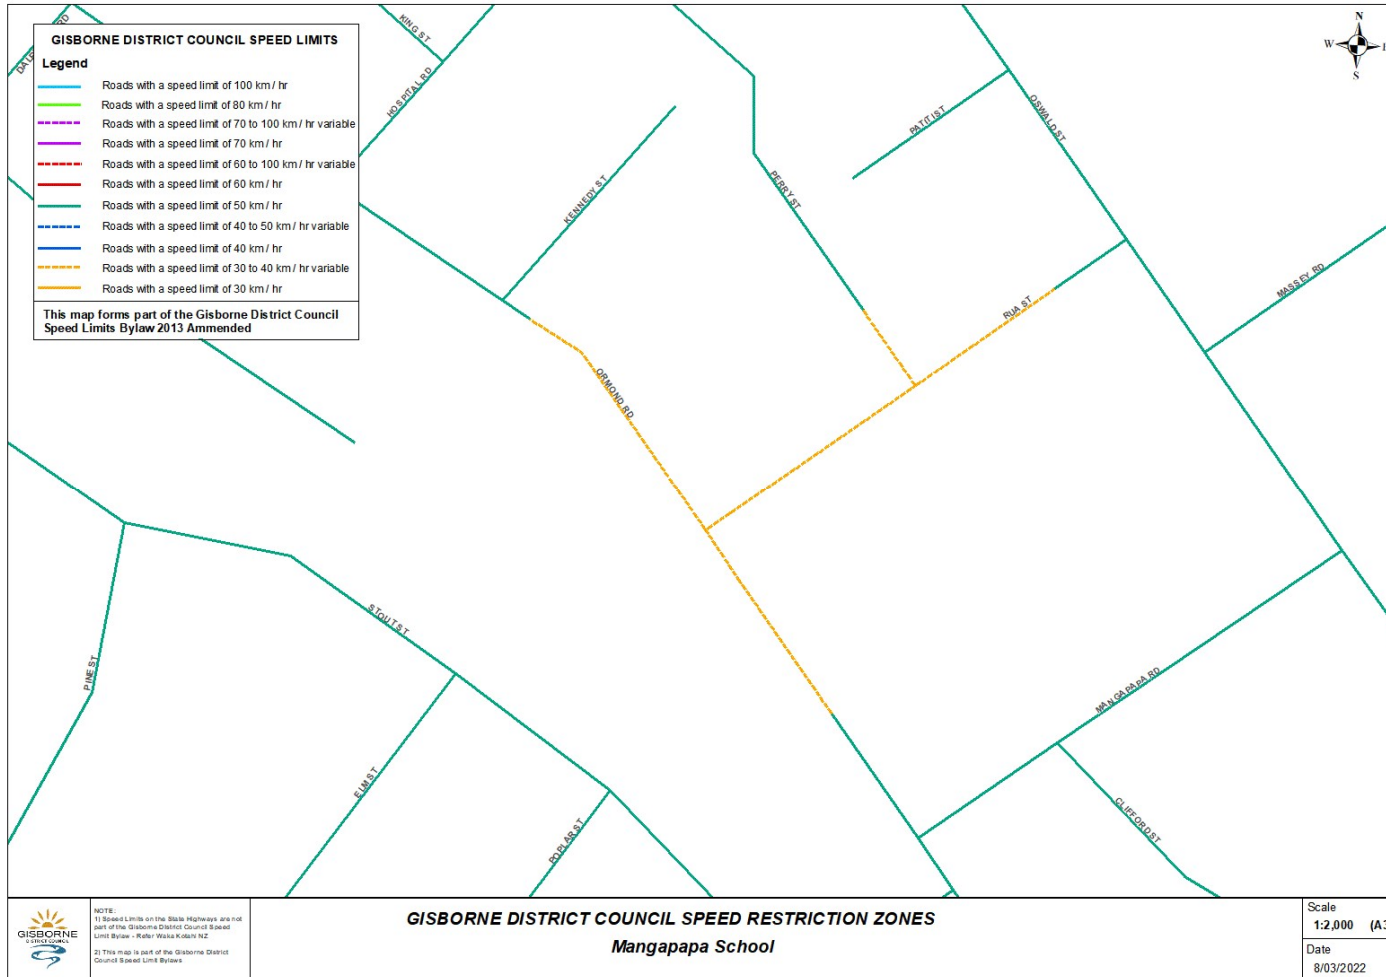 GISBORNE DISTRICT COUNCIL SPEED LIMITS
Legend
Roads with a speed limit of 100 km / hr
Roads with a speed limit of 80 km / hr
Roads with a speed limit of 70 to 100 km / hr variable
Roads with a speed limit of 70 km / hr
Roads with a speed limit of 60 to 100 km / hr variable
Roads with a speed limit of 60 km / hr
Roads with a speed limit of 50 km / hr
Roads with a speed limit of 40 to 50 km / hr variable
Roads with a speed limit of 40 km / hr
Roads with a speed limit of 30 to 40 km / hr variable
Roads with a speed limit of 30 km / hr
This map forms part of the Gisborne District Council
Speed Limits Bylaw 2013 Ammended
RD
KING ST
HOSPITAL RD
KENNEDY ST
PERRY ST
PATITI ST
OSWALD ST
N
W
E
S
MASSEY RD
RUA ST
ORMOND RD
STOUT ST
PINE ST
ELM ST
POPLAR ST
MANGAPAPA RD
CLIFFORD ST
GISBORNE
DISTRICT COUNCIL
NOTE:
1) Speed Limits on the State Highways are not
part of the Gisborne District Council Speed
Limit Bylaw - Refer Waka Kotahi NZ
2) This map is part of the Gisborne District
Council Speed Limit Bylaws
GISBORNE DISTRICT COUNCIL SPEED RESTRICTION ZONES
Mangapapa School
Scale
1:2,000 (A3
Date
8/03/2022